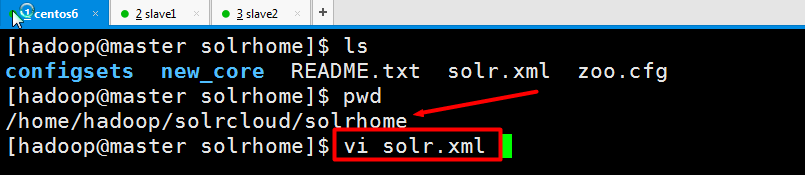 1 centos6 × 2 slave1 × 3 slave2 ×
[hadoop@master solrhome]$ ls
configsets new_core README.txt solr.xml zoo.cfg
[hadoop@master solrhome]$ pwd
/home/hadoop/solrcloud/solrhome
[hadoop@master solrhome]$ vi solr.xml